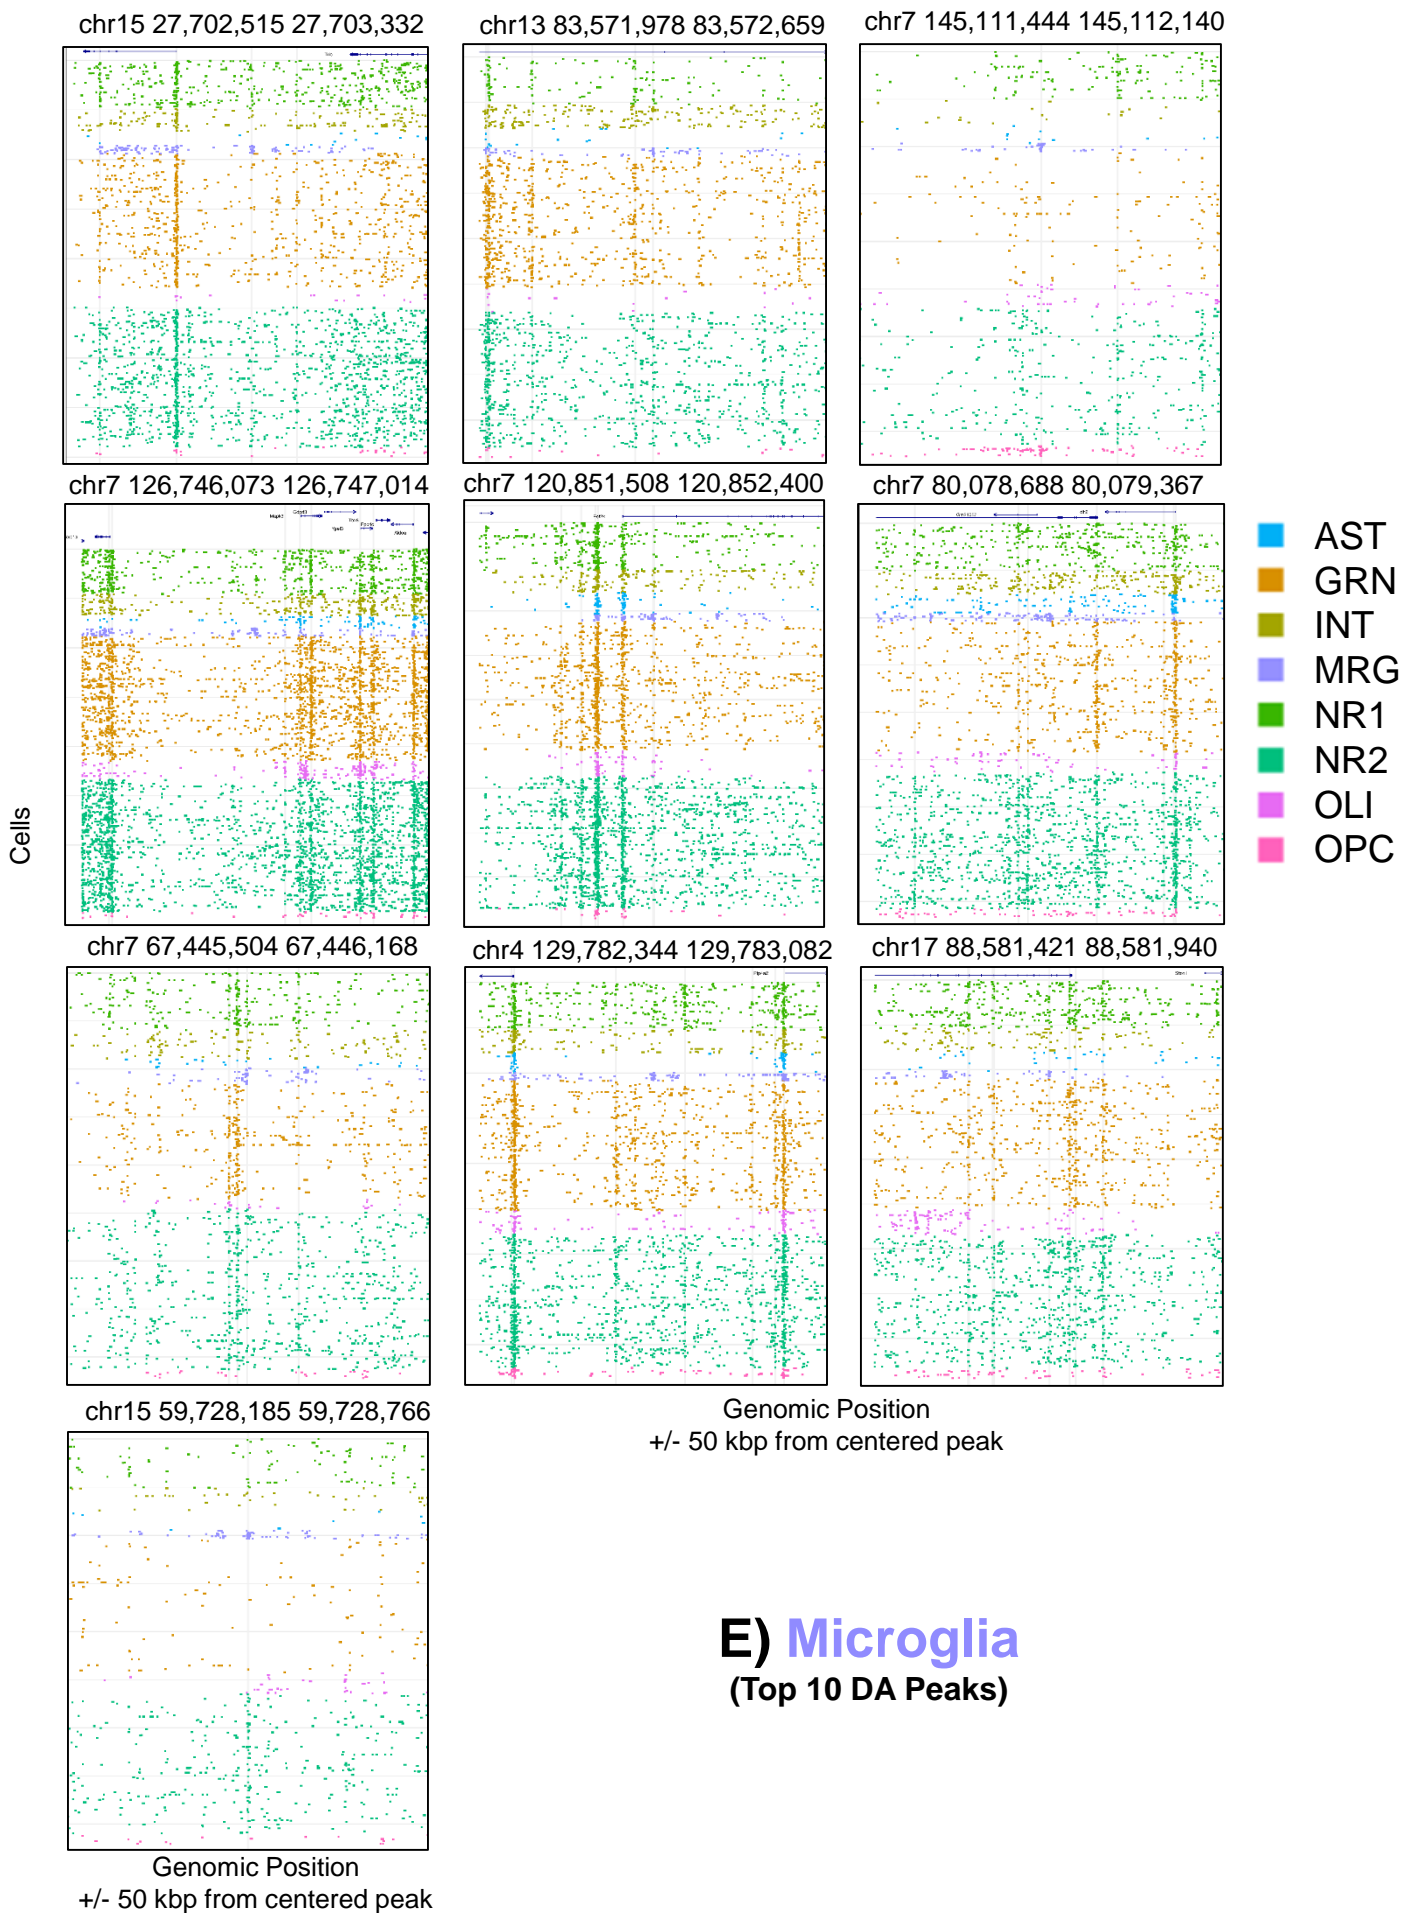 chr15 27,702,515 27,703,332
chr13 83,571,978 83,572,659
chr7 145,111,444 145,112,140
chr7 126,746,073 126,747,014
chr7 120,851,508 120,852,400
chr7 80,078,688 80,079,367
AST
GRN
INT
MRG
NR1
NR2
OLI
OPC
Cells
chr7 67,445,504 67,446,168
chr4 129,782,344 129,783,082
chr17 88,581,421 88,581,940
chr15 59,728,185 59,728,766
Genomic Position
+/- 50 kbp from centered peak
E) Microglia
(Top 10 DA Peaks)
Genomic Position
+/- 50 kbp from centered peak